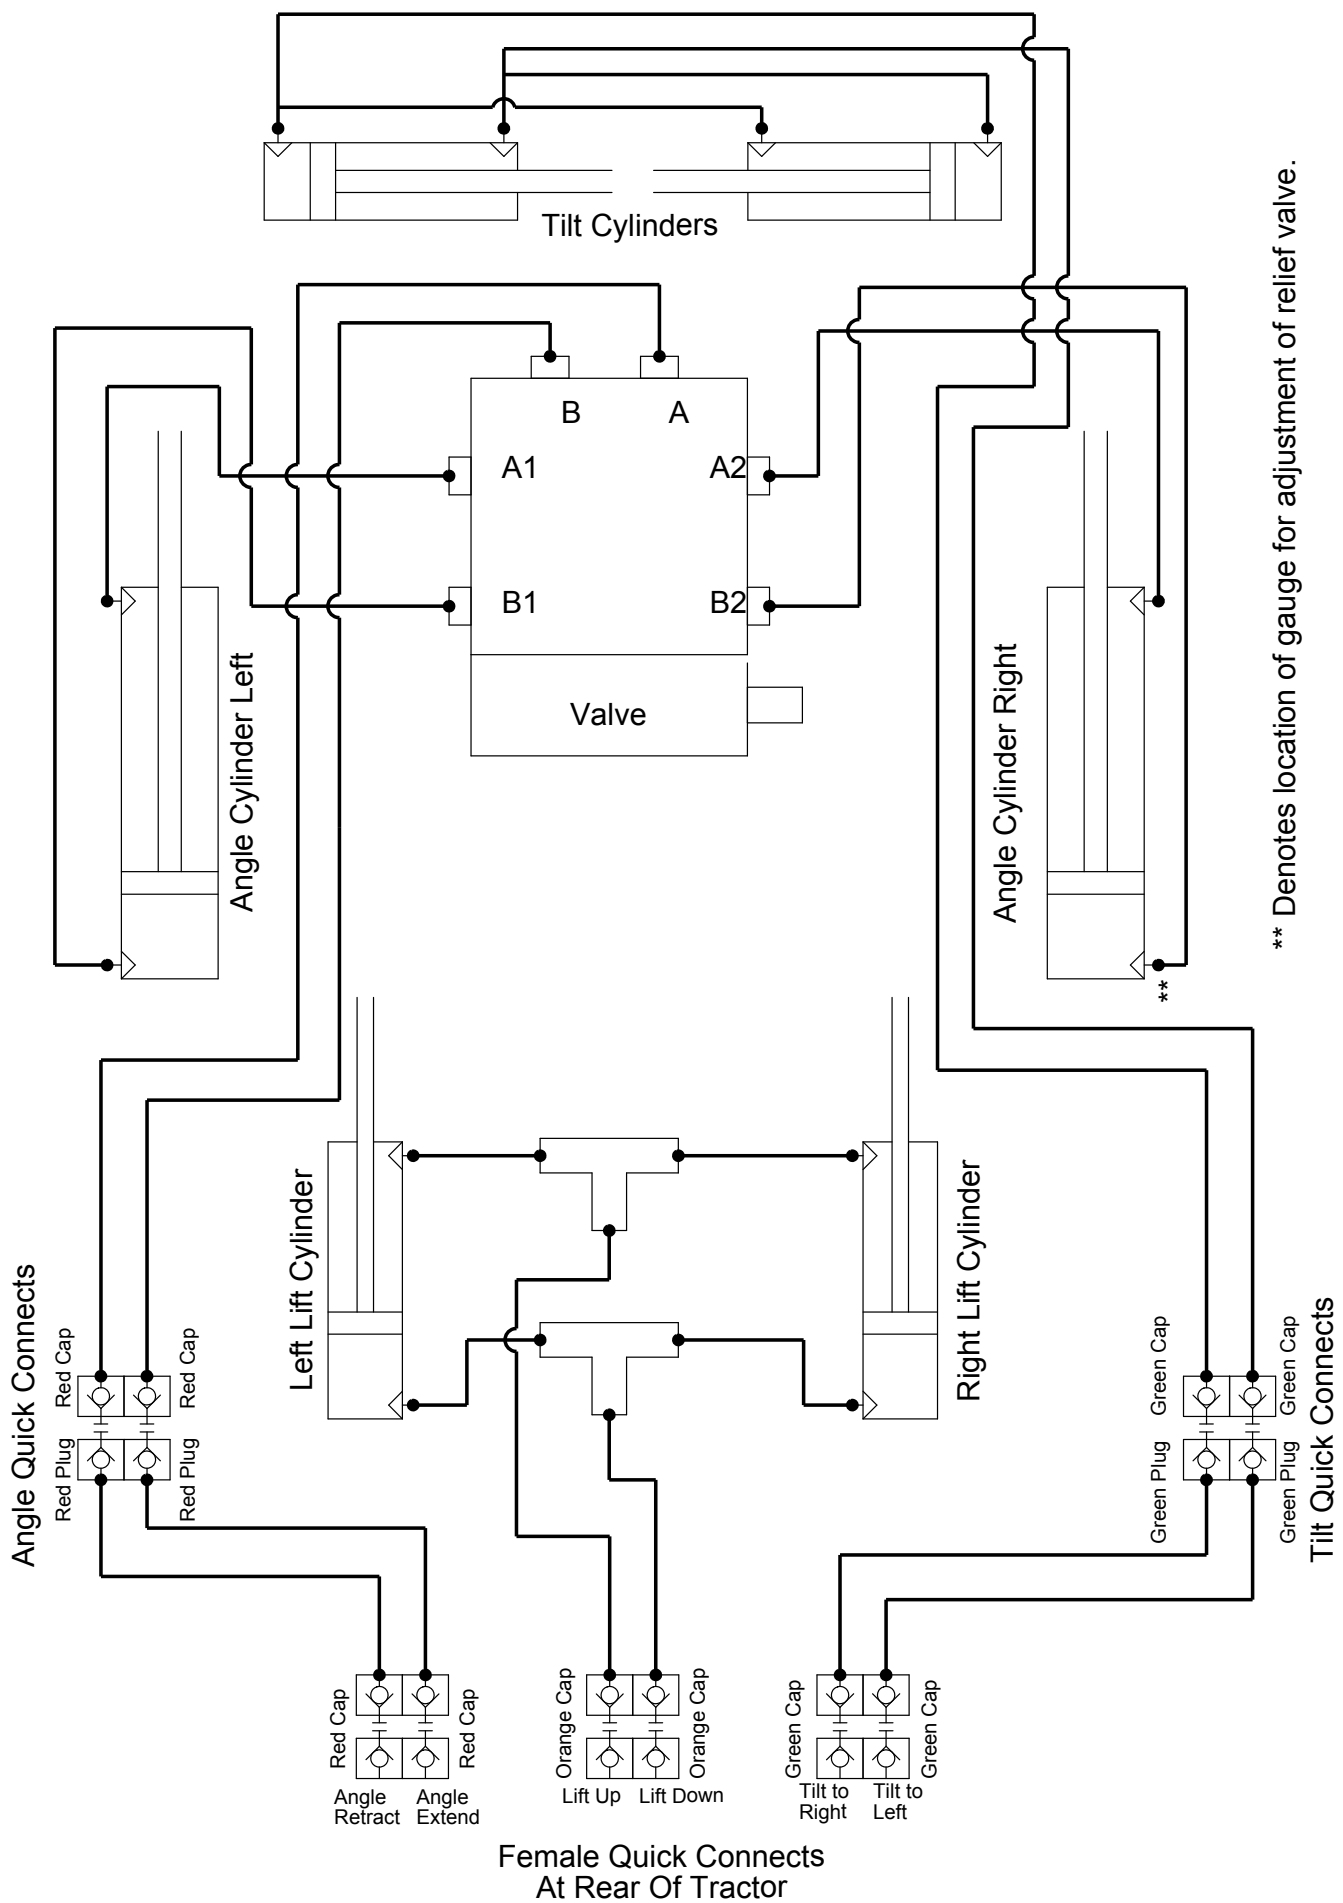 Tilt Cylinders
** Denotes location of gauge for adjustment of relief valve.
B
A
A1
A2
B1
B2
Valve
Angle Cylinder Left
Angle Cylinder Right
**
Left Lift Cylinder
Right Lift Cylinder
Angle Quick Connects
Red Cap
Red Cap
Red Plug
Red Plug
Green Cap
Green Cap
Green Plug
Green Plug
Tilt Quick Connects
Red Cap
Red Cap
Orange Cap
Orange Cap
Green Cap
Green Cap
Angle
Retract
Angle
Extend
Lift Up
Lift Down
Tilt to
Right
Tilt to
Left
Female Quick Connects
At Rear Of Tractor